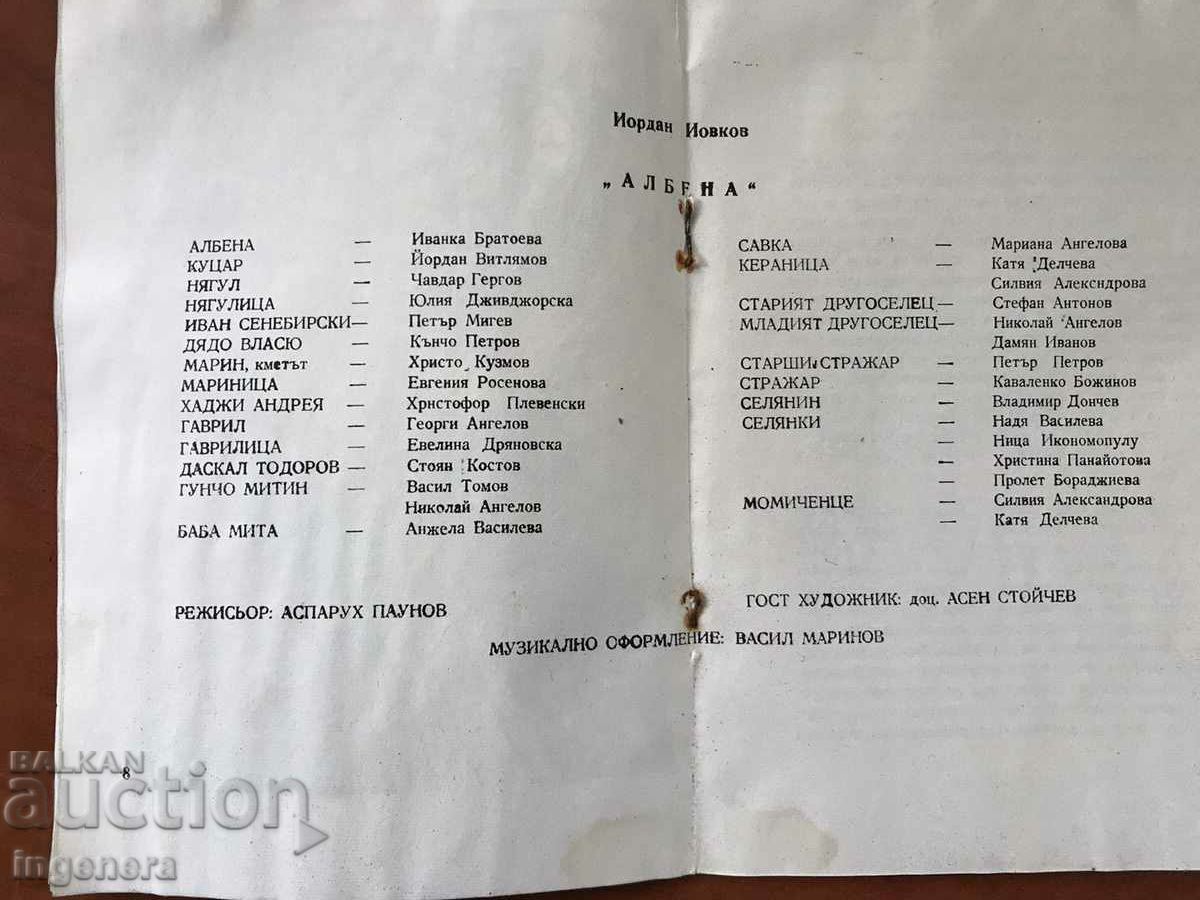 Иордан Иовков
„АЛБЕНА“
АЛБЕНА — Иванка Братоева
КУЦАР — Йордан Витлямов
НЯГУЛ — Чавдар Гергов
НЯГУЛИЦА — Юлия Дживджорска
ИВАН СЕНЕБИРСКИ— Петър Мигев
ДЯДО ВЛАСЮ — Кънчо Петров
МАРИН, кметът — Христо Кузмов
МАРИНИЦА — Евгения Росенова
ХАДЖИ АНДРЕЯ — Хрнстофор Плевенски
ГАВРИЛ — Георги Ангелов
ГАВРИЛИЦА — Евелина Дряновска
ДАСКАЛ ТОДОРОВ — Стоян Костов
ГУНЧО МИТИН — Васил Томов
Николай Ангелов
БАБА МИТА — Анжела Василева
САВКА — Мариана Ангелова
КЕРАНИЦА — Катя Делчева
Силвия Алексндрова
СТАРИЯТ ДРУГОСЕЛЕЦ— Стефан Антонов
МЛАДИЯТ ДРУГОСЕЛЕЦ— Николай Ангелов
Дамян Иванов
СТАРШИ СТРАЖАР — Петър Петров
СТРАЖАР — Каваленко Божинов
СЕЛЯНИН — Владимир Дончев
СЕЛЯНКИ — Надя Василева
— Ница Икономопулу
— Христина Панайотова
— Пролет Бораджиева
МОМИЧЕНЦЕ — Силвия Александрова
— Катя Делчева
РЕЖИСЬОР: АСПАРУХ ПАУНОВ
ГОСТ ХУДОЖНИК: доц. АСЕН СТОЙЧЕВ
МУЗИКАЛНО ОФОРМЛЕНИЕ: ВАСИЛ МАРИНОВ
8
BALKAN
auction
ingenera